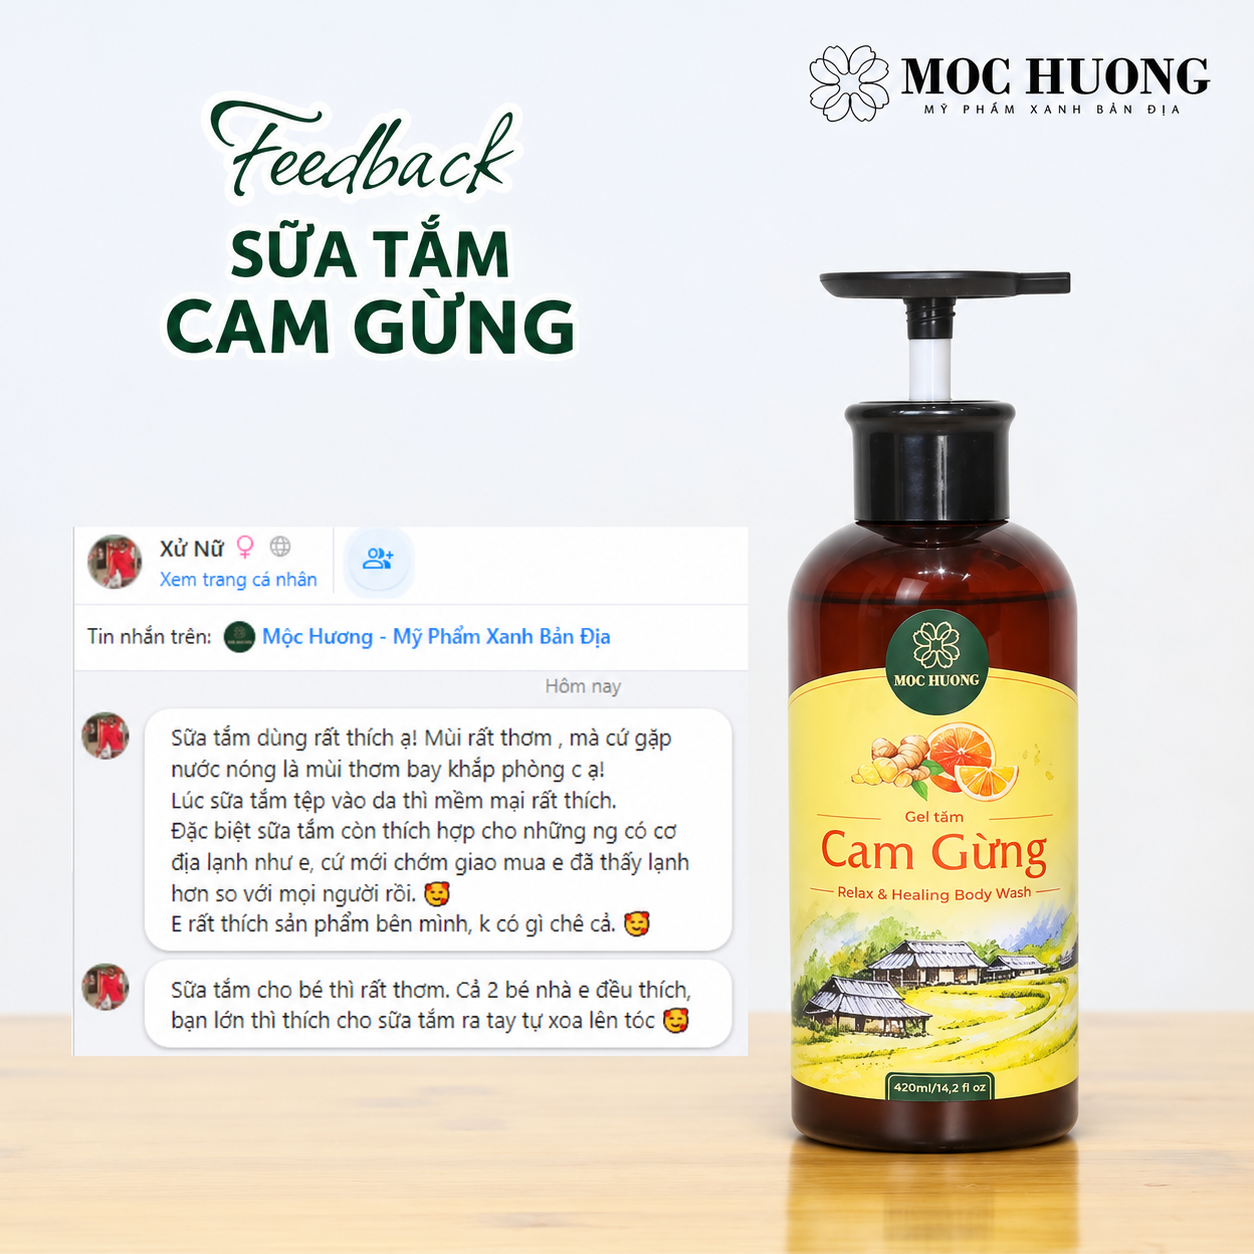 MOC HUONG
MỸ PHẨM XANH BẢN ĐỊA
Feedback
SỮA TẮM
CAM GỪNG
Xử Nữ
Xem trang cá nhân
Tin nhắn trên: Mộc Hương - Mỹ Phẩm Xanh Bản Địa
Hôm nay
Sữa tắm dùng rất thích ạ! Mùi rất thơm , mà cứ gặp
nước nóng là mùi thơm bay khắp phòng c ạ!
Lúc sữa tắm tệp vào da thì mềm mại rất thích.
Đặc biệt sữa tắm còn thích hợp cho những ng có cơ
địa lạnh như e, cứ mới chớm giao mua e đã thấy lạnh
hơn so với mọi người rồi. 🥰
E rất thích sản phẩm bên mình, k có gì chê cả. 🥰
Sữa tắm cho bé thì rất thơm. Cả 2 bé nhà e đều thích,
bạn lớn thì thích cho sữa tắm ra tay tự xoa lên tóc 🥰
MOC HUONG
Gel tắm
Cam Gừng
Relax & Healing Body Wash
420ml/14,2 fl oz